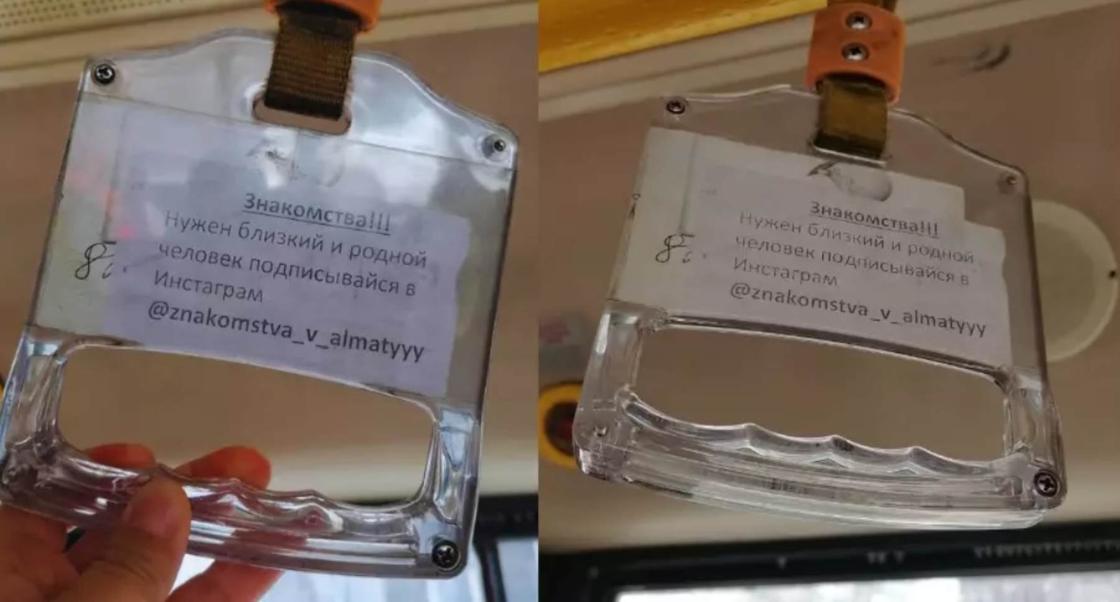 Знакомства!!!
Нужен близкий и родной
человек подписывайся в
Инстаграм
@znakomstva_v_almatyyy
Знакомства!!!
Нужен близкий и родной
человек подписывайся в
Инстаграм
@znakomstva_v_almatyyy